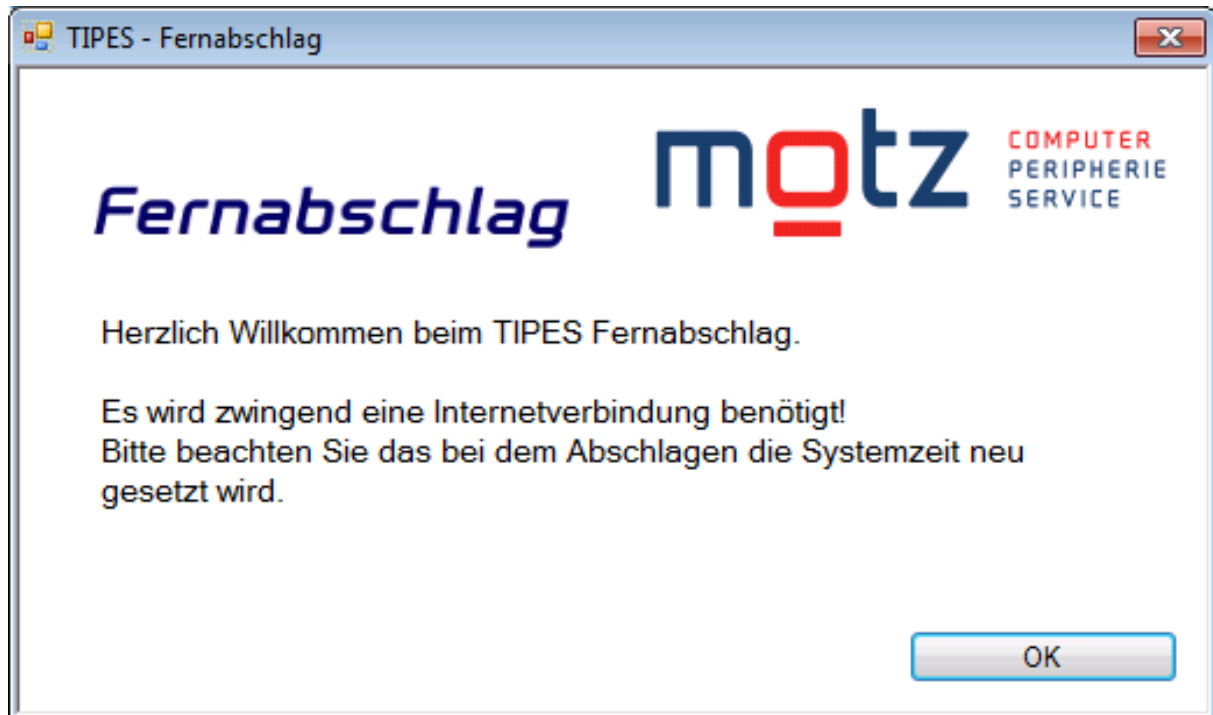 TIPES - Fernabschlag
motz COMPUTER
PERIPHERIE
SERVICE
Fernabschlag
Herzlich Willkommen beim TIPES Fernabschlag.
Es wird zwingend eine Internetverbindung benötigt!
Bitte beachten Sie das bei dem Abschlagen die Systemzeit neu
gesetzt wird.
OK